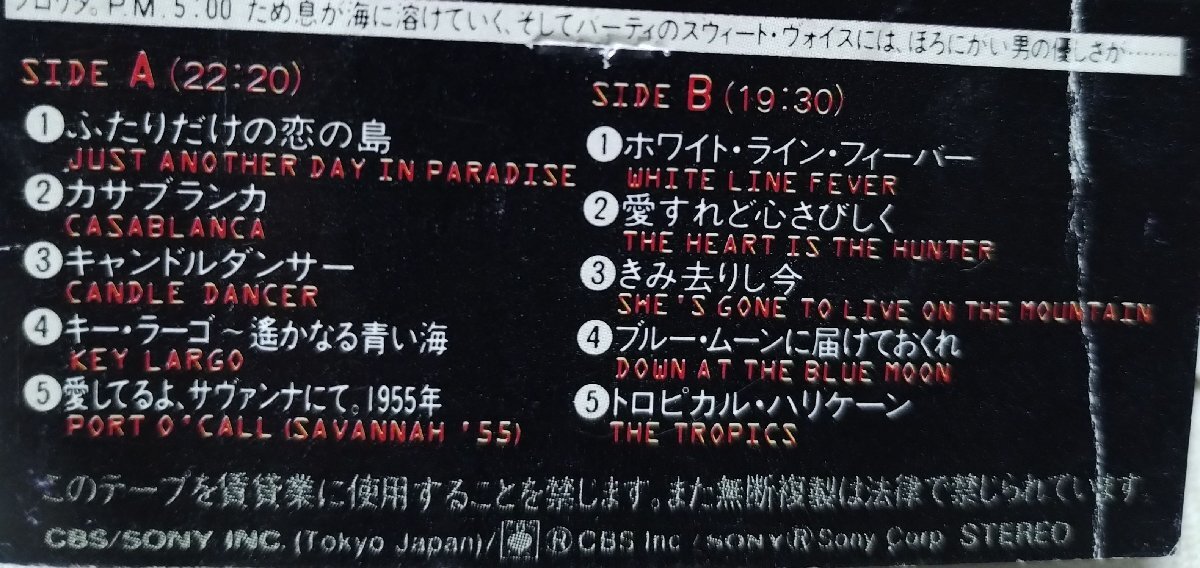 フロリダ。P.M.5:00 ため息が海に溶けていく、そしてバーティのスウィート・ヴォイスには、ほろにがい男の優しさが………
SIDE A (22:20)
❶ふたりだけの恋の島
JUST ANOTHER DAY IN PARADISE
❷カサブランカ
CASABLANCA
❸キャンドルダンサー
CANDLE DANCER
❹キー・ラーゴ〜遙かなる青い海
KEY LARGO
❺愛してるよ、サヴァンナにて。1955年
PORT O'CALL (SAVANNAH '55)
SIDE B (19:30)
❶ホワイト・ライン・フィーバー
WHITE LINE FEVER
❷愛すれど心さびしく
THE HEART IS THE HUNTER
❸きみ去りし今
SHE'S GONE TO LIVE ON THE MOUNTAIN
❹ブルー・ムーンに届けておくれ
DOWN AT THE BLUE MOON
❺トロピカル・ハリケーン
THE TROPICS
このテープを賃貸業に使用することを禁じます。また無断複製は法律で禁じられています
CBS/SONY INC. (Tokyo Japan)/ ® CBS Inc / SONY ® Sony Corp STEREO